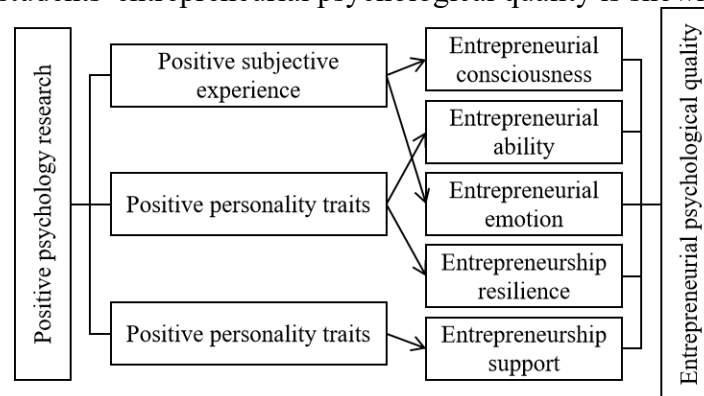 students' entrepreneurial psychological quality is shown
Positive psychology research
Positive subjective
experience
Positive personality traits
Positive personality traits
Entrepreneurial
consciousness
Entrepreneurial
ability
Entrepreneurial
emotion
Entrepreneurship
resilience
Entrepreneurship
support
Entrepreneurial psychological quality